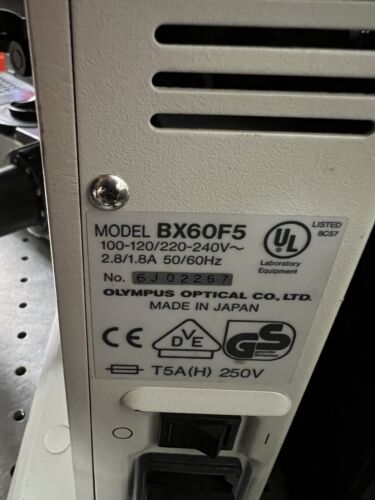 MODEL BX60F5
100-120/220-240V~
2.8/1.8A 50/60Hz
No. 6J02267
OLYMPUS OPTICAL CO., LTD.
MADE IN JAPAN
UL
LISTED
8C57
Laboratory
Equipment
CE
DVE
GS
T5A(H) 250V
O I